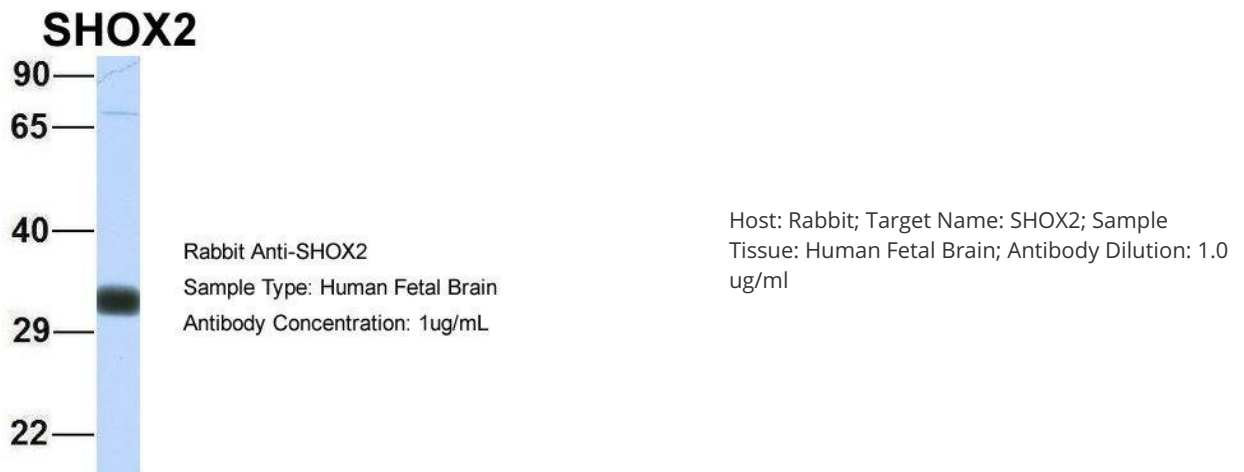 SHOX2
90
65
40
29
22
Rabbit Anti-SHOX2
Sample Type: Human Fetal Brain
Antibody Concentration: 1ug/mL
Host: Rabbit; Target Name: SHOX2; Sample
Tissue: Human Fetal Brain; Antibody Dilution: 1.0
ug/ml